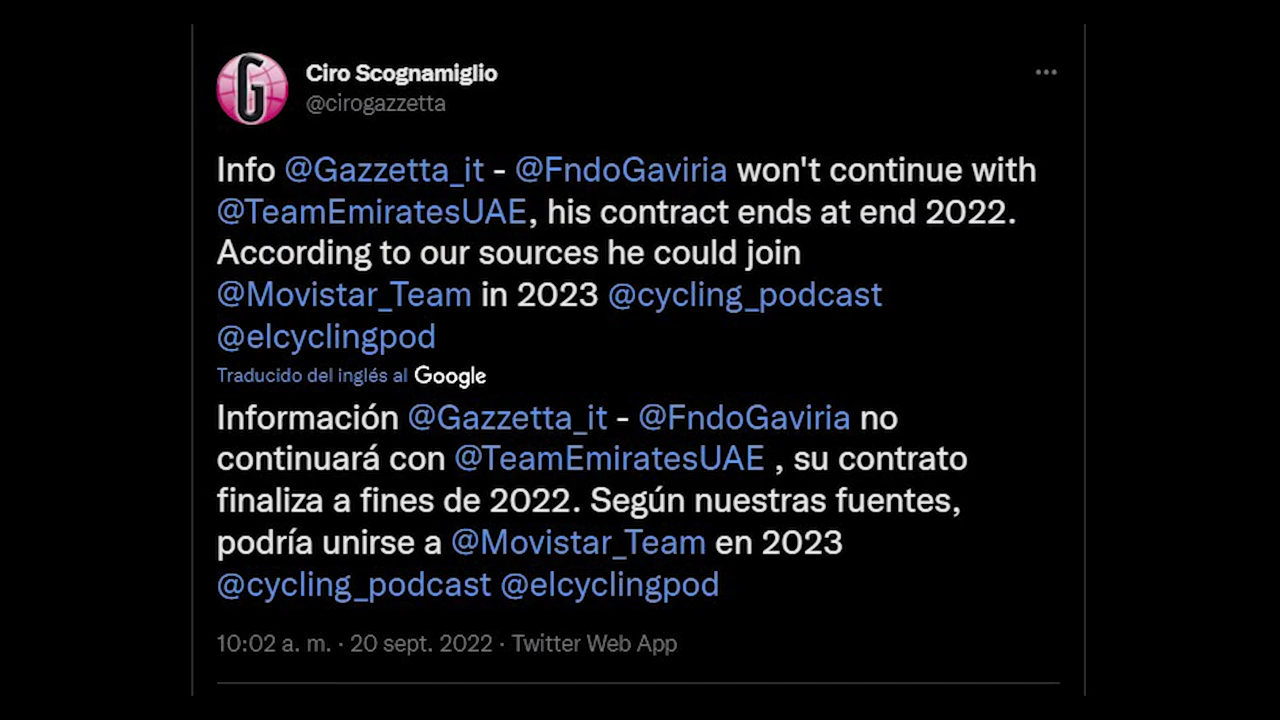 Ciro Scognamiglio
@cirogazzetta
Info @Gazzetta_it - @FndoGaviria won't continue with
@TeamEmiratesUAE, his contract ends at end 2022.
According to our sources he could join
@Movistar_Team in 2023 @cycling_podcast
@elcyclingpod
Traducido del inglés al Google
Información @Gazzetta_it - @FndoGaviria no
continuará con @TeamEmiratesUAE , su contrato
finaliza a fines de 2022. Según nuestras fuentes,
podría unirse a @Movistar_Team en 2023
@cycling_podcast @elcyclingpod
10:02 a. m. · 20 sept. 2022 · Twitter Web App